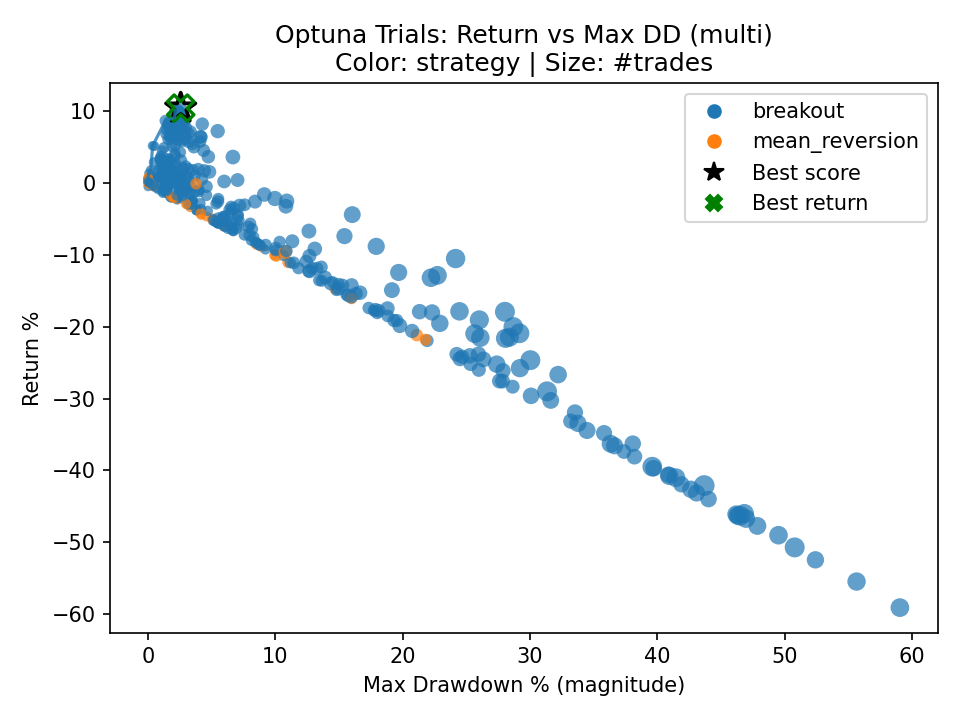 Optuna Trials: Return vs Max DD (multi)
Color: strategy | Size: #trades
breakout
mean_reversion
Best score
Best return
Return %
10
0
−10
−20
−30
−40
−50
−60
0 10 20 30 40 50 60
Max Drawdown % (magnitude)